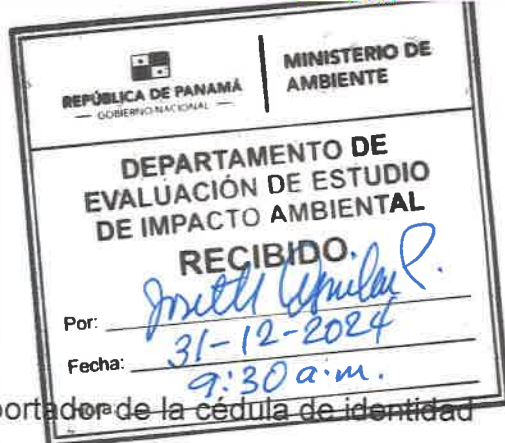 REPÚBLICA DE PANAMÁ
— GOBIERNO NACIONAL —
MINISTERIO DE
AMBIENTE
DEPARTAMENTO DE
EVALUACIÓN DE ESTUDIO
DE IMPACTO AMBIENTAL
RECIBIDO
Por:
Fecha: 31-12-2024
Hora 9:30 a.m.
portador de la cédula de identidad